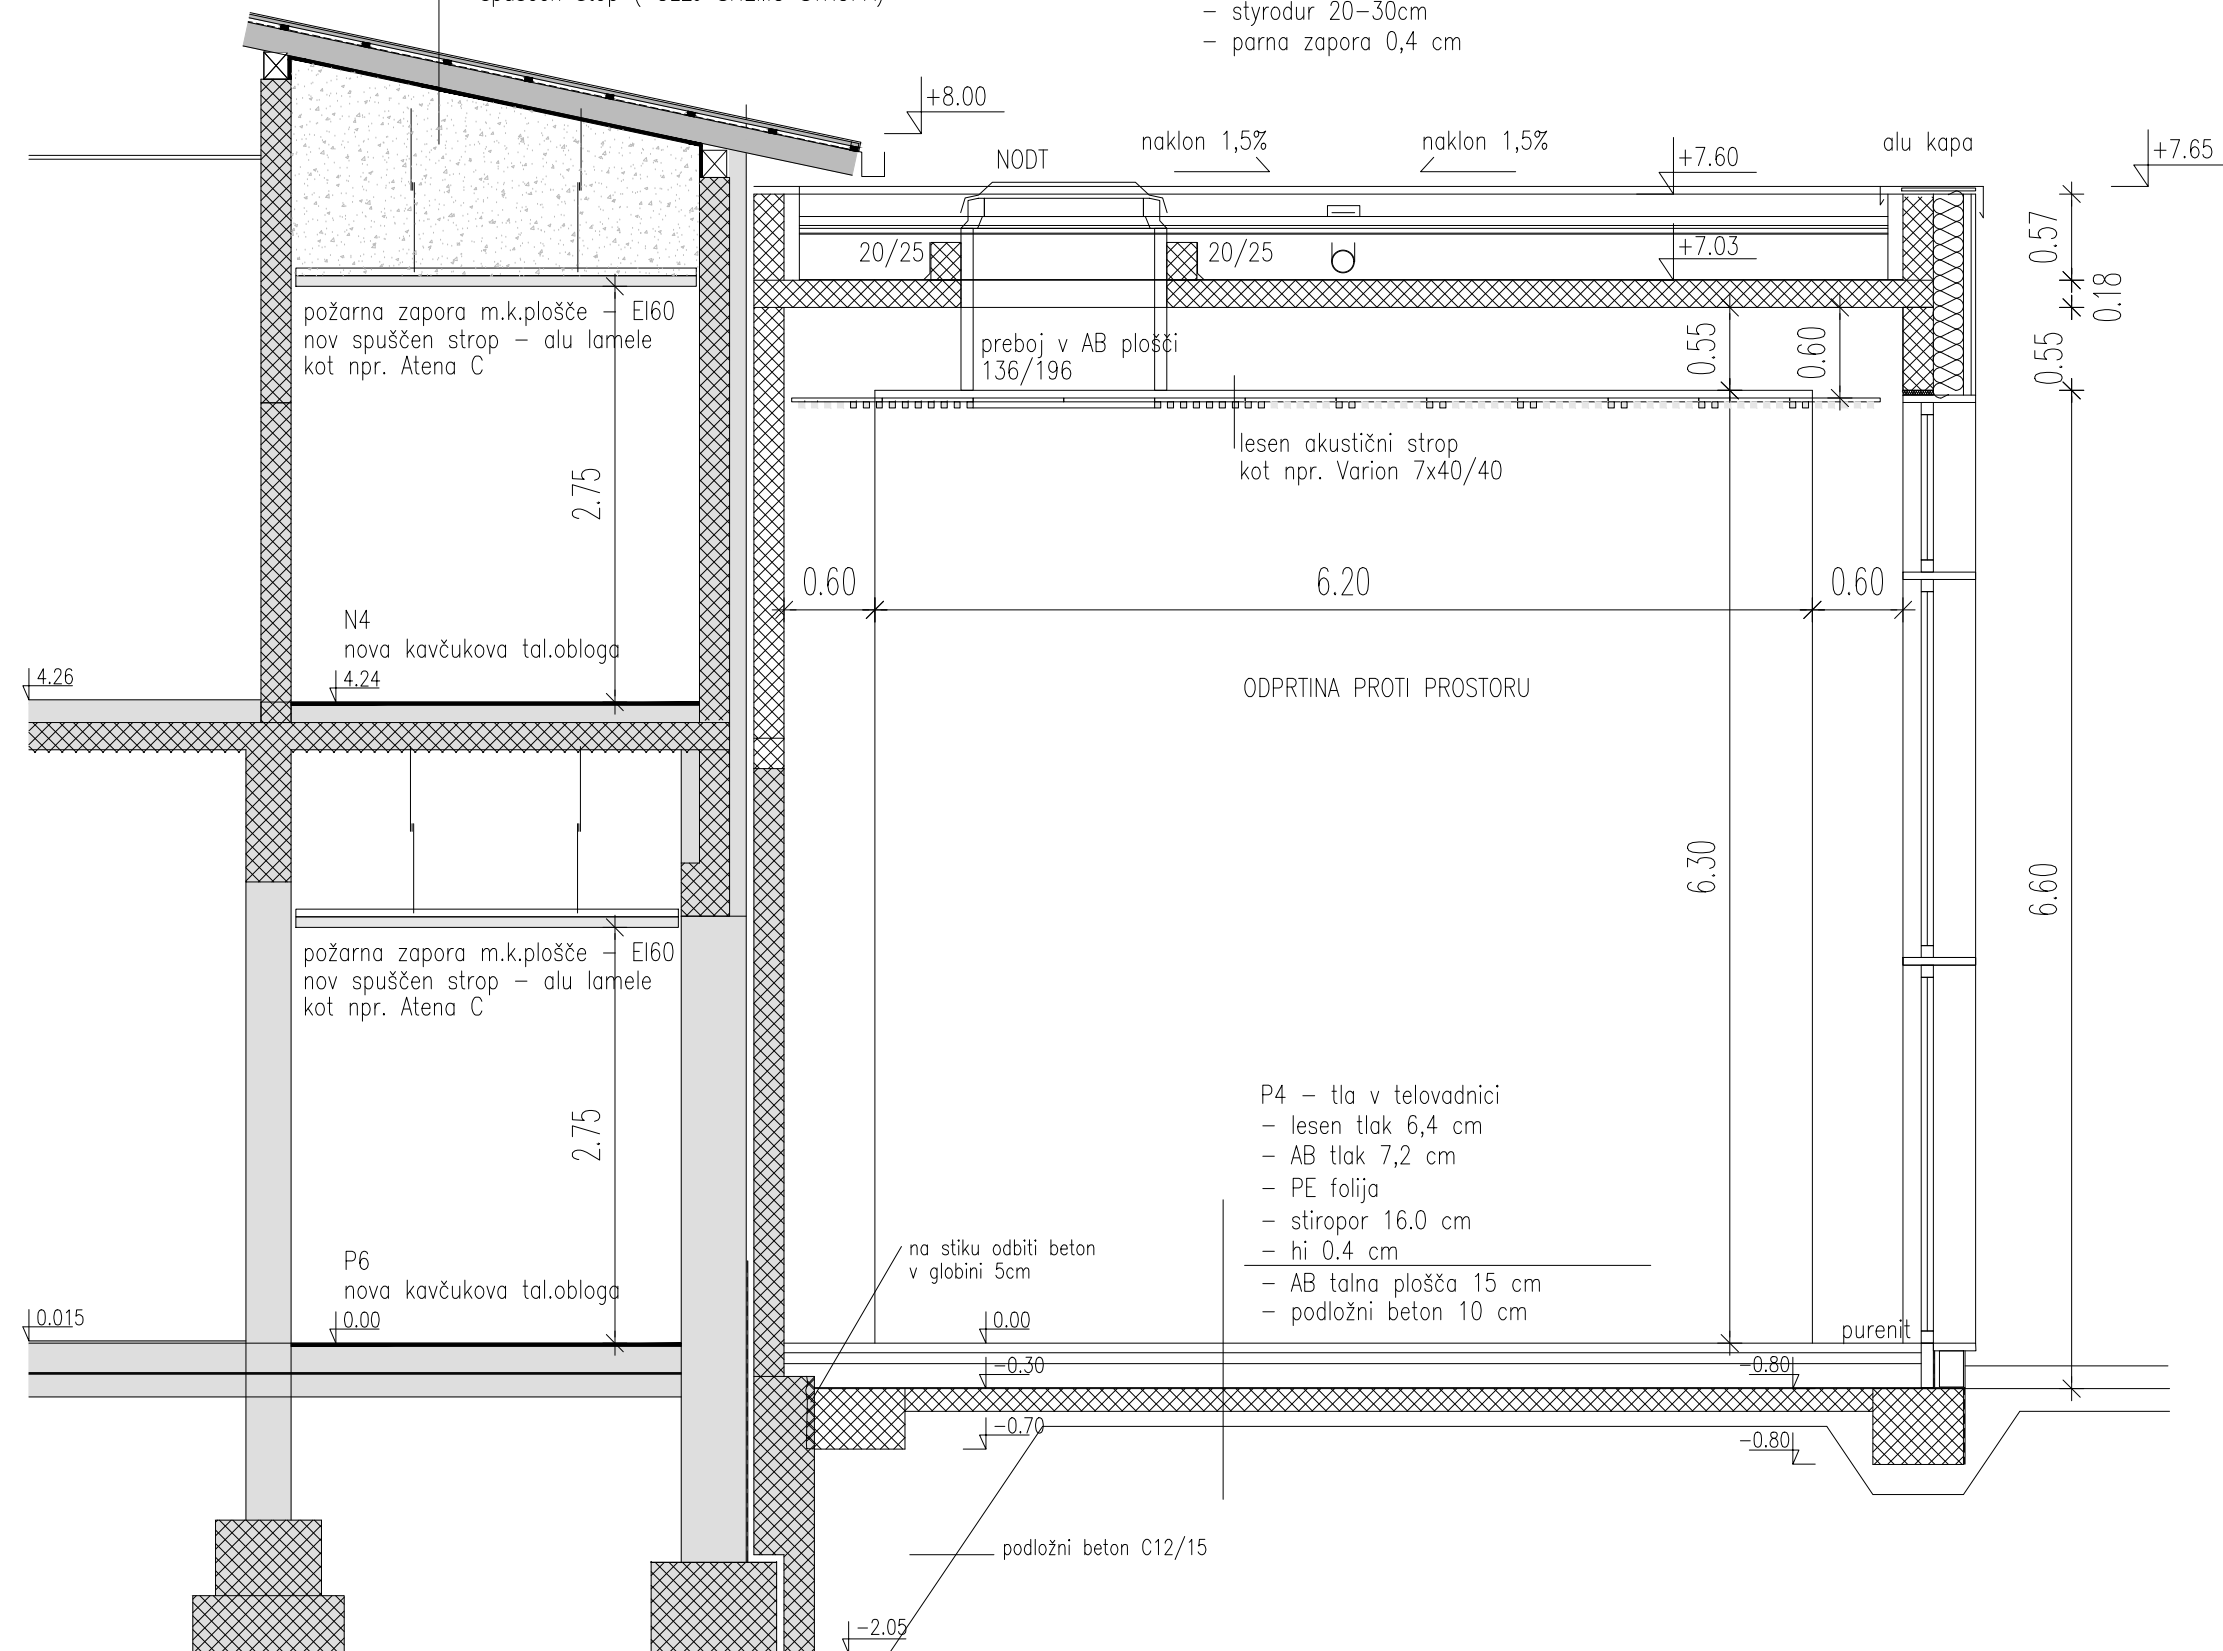 - styrodur 20-30cm
- parna zapora 0,4 cm
+8.00
naklon 1,5%
naklon 1,5%
alu kapa
+7.65
NODT
+7.60
20/25
20/25
+7.03
0.57
0.18
požarna zapora m.k.plošče - EI60
nov spuščen strop - alu lamele
kot npr. Atena C
preboj v AB plošči
136/196
0.55
0.60
0.55
lesen akustični strop
kot npr. Varion 7x40/40
2.75
0.60
6.20
0.60
N4
nova kavčukova tal.obloga
4.26
4.24
ODPRTINA PROTI PROSTORU
6.30
6.60
požarna zapora m.k.plošče - EI60
nov spuščen strop - alu lamele
kot npr. Atena C
2.75
P4 - tla v telovadnici
- lesen tlak 6,4 cm
- AB tlak 7,2 cm
- PE folija
- stiropor 16.0 cm
- hi 0.4 cm
- AB talna plošča 15 cm
- podložni beton 10 cm
na stiku odbiti beton
v globini 5cm
P6
nova kavčukova tal.obloga
0.015
0.00
0.00
purenit
-0.30
-0.80
-0.70
-0.80
podložni beton C12/15
-2.05